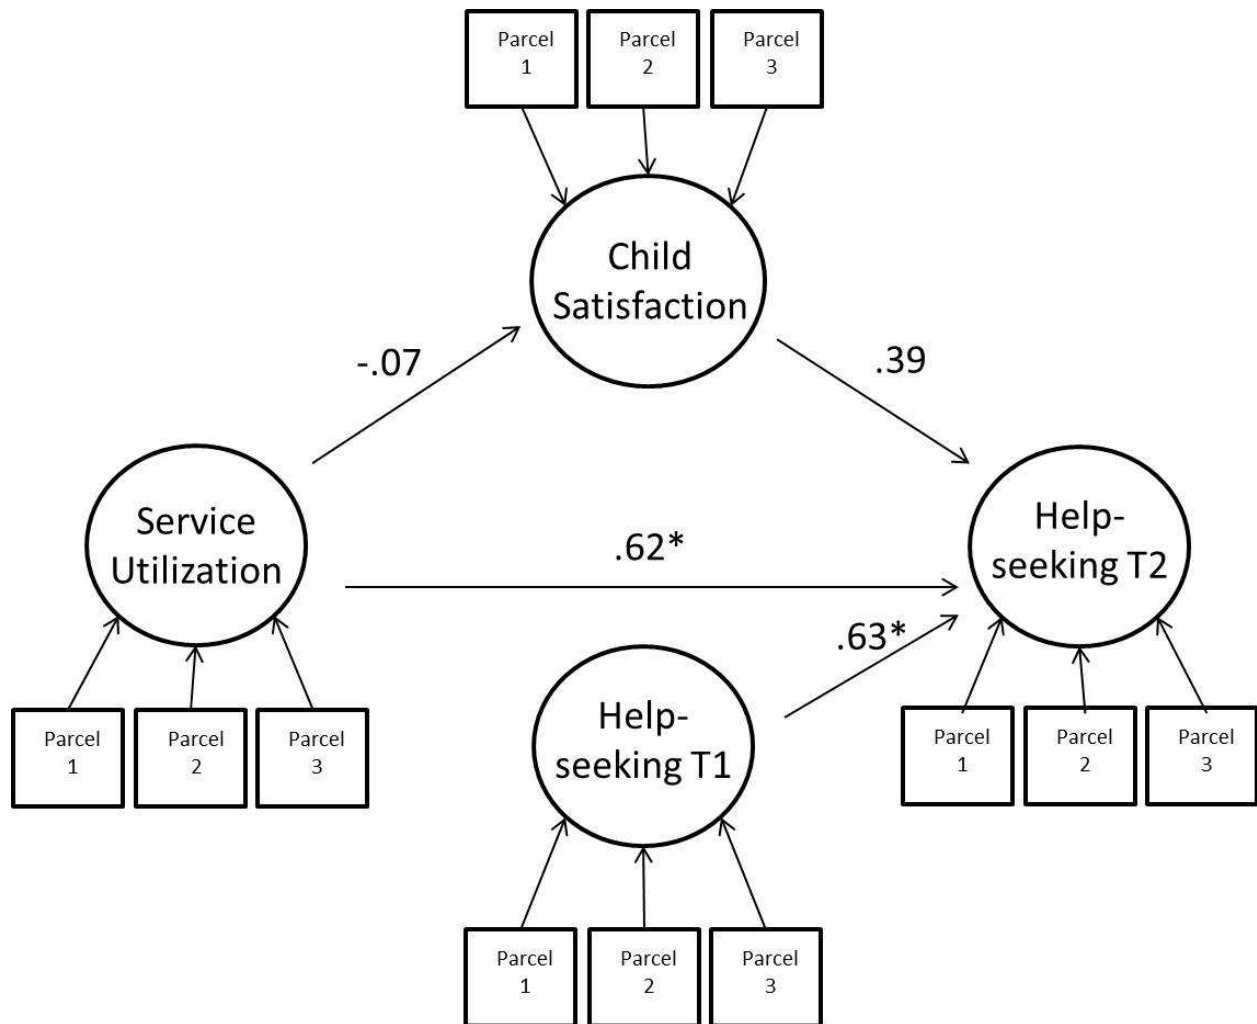 Parcel
1
Parcel
2
Parcel
3
Child
Satisfaction
-.07
.39
Service
Utilization
.62*
Help-
seeking T2
.63*
Help-
seeking T1
Parcel
1
Parcel
2
Parcel
3
Parcel
1
Parcel
2
Parcel
3
Parcel
1
Parcel
2
Parcel
3